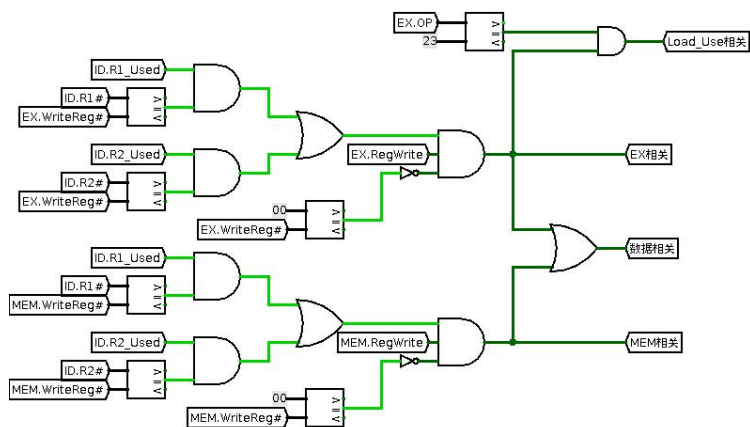 EX.OP
23
> = <
Load_Use相关
ID.R1_Used
ID.R1#
EX.WriteReg#
> = <
ID.R2_Used
ID.R2#
EX.WriteReg#
> = <
EX.RegWrite
EX相关
00
EX.WriteReg#
> = <
数据相关
ID.R1_Used
ID.R1#
MEM.WriteReg#
> = <
ID.R2_Used
ID.R2#
MEM.WriteReg#
> = <
MEM.RegWrite
MEM相关
00
MEM.WriteReg#
> = <